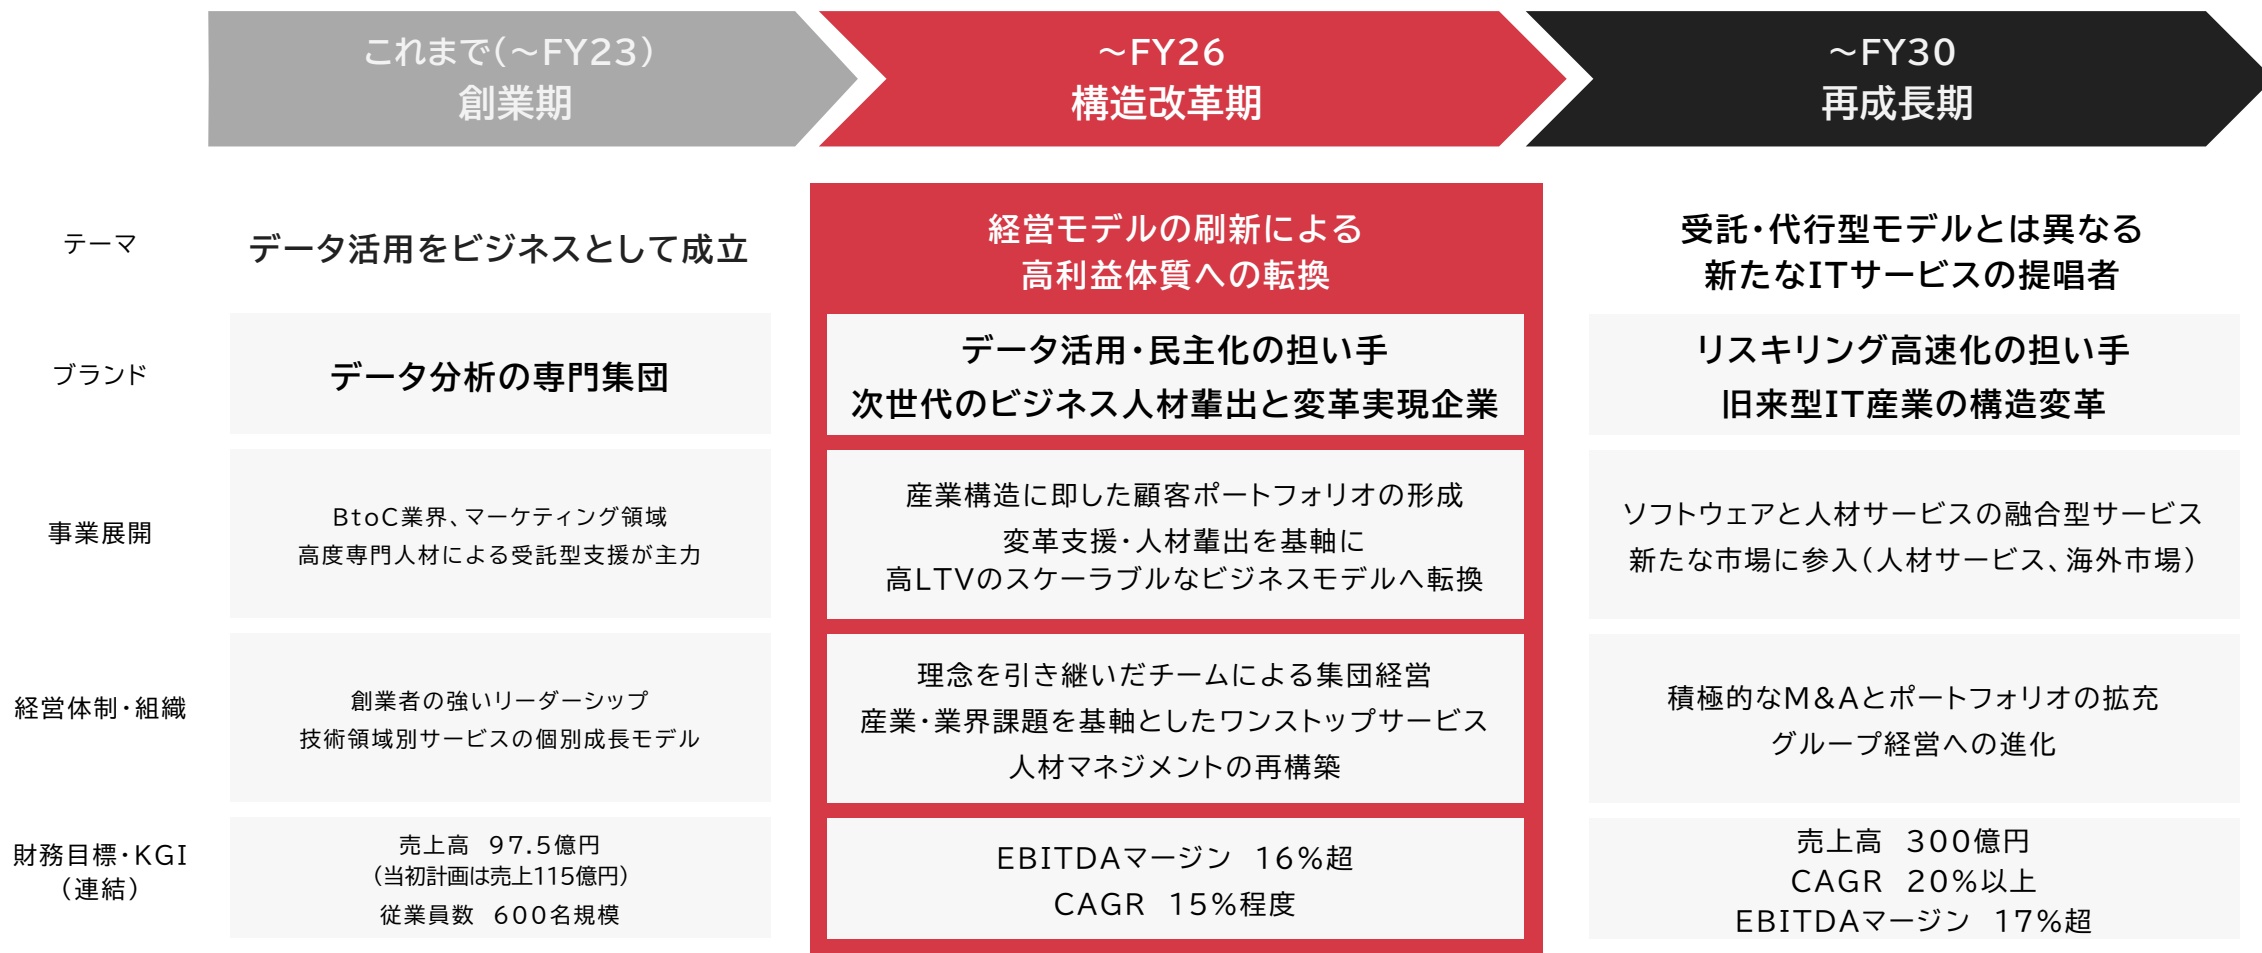 これまで(～FY23)
創業期
～FY26
構造改革期
～FY30
再成長期
テーマ
データ活用をビジネスとして成立
経営モデルの刷新による
高利益体質への転換
受託・代行型モデルとは異なる
新たなITサービスの提唱者
ブランド
データ分析の専門集団
データ活用・民主化の担い手
次世代のビジネス人材輩出と変革実現企業
リスキリング高速化の担い手
旧来型IT産業の構造変革
事業展開
BtoC業界、マーケティング領域
高度専門人材による受託型支援が主力
産業構造に即した顧客ポートフォリオの形成
変革支援・人材輩出を基軸に
高LTVのスケーラブルなビジネスモデルへ転換
ソフトウェアと人材サービスの融合型サービス
新たな市場に参入(人材サービス、海外市場)
経営体制・組織
創業者の強いリーダーシップ
技術領域別サービスの個別成長モデル
理念を引き継いだチームによる集団経営
産業・業界課題を基軸としたワンストップサービス
人材マネジメントの再構築
積極的なM&Aとポートフォリオの拡充
グループ経営への進化
財務目標・KGI
(連結)
売上高 97.5億円
(当初計画は売上115億円)
従業員数 600名規模
EBITDAマージン 16%超
CAGR 15%程度
売上高 300億円
CAGR 20%以上
EBITDAマージン 17%超